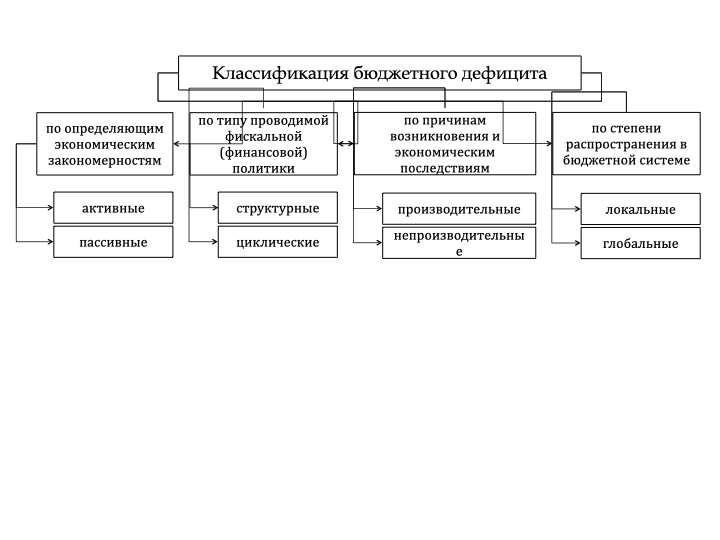 Классификация бюджетного дефицита
по определяющим
экономическим
закономерностям
по типу проводимой
фискальной
(финансовой)
политики
по причинам
возникновения и
экономическим
последствиям
по степени
распространения в
бюджетной системе
активные
структурные
производительные
локальные
пассивные
циклические
непроизводительны
е
глобальные